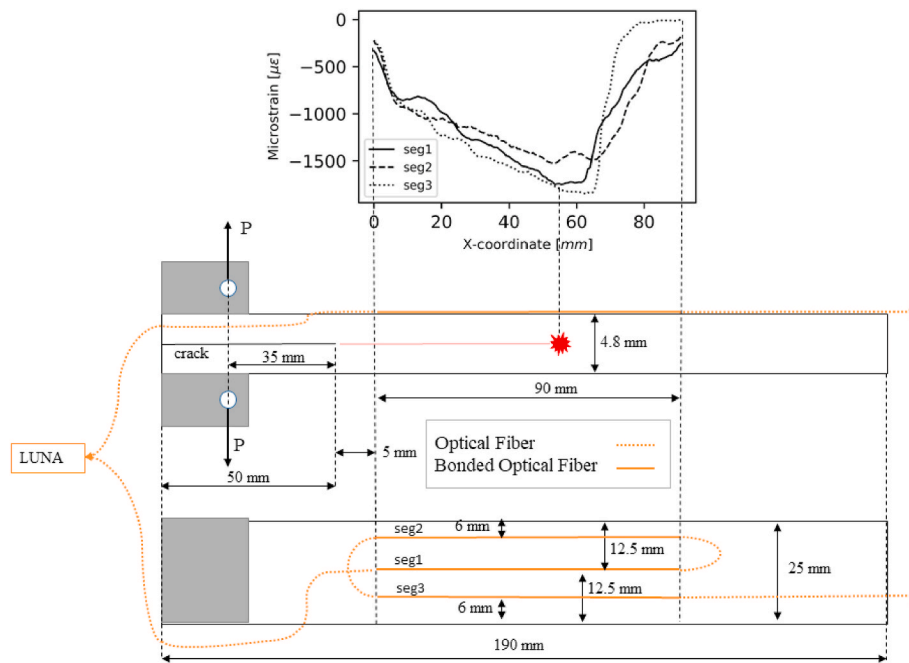 0
−500
−1000
−1500
Microstrain [με]
seg1
seg2
seg3
0 20 40 60 80
X-coordinate [mm]
P
crack
35 mm
4.8 mm
90 mm
P
LUNA
5 mm
Optical Fiber
Bonded Optical Fiber
50 mm
seg2
6 mm
12.5 mm
seg1
25 mm
seg3
12.5 mm
6 mm
190 mm